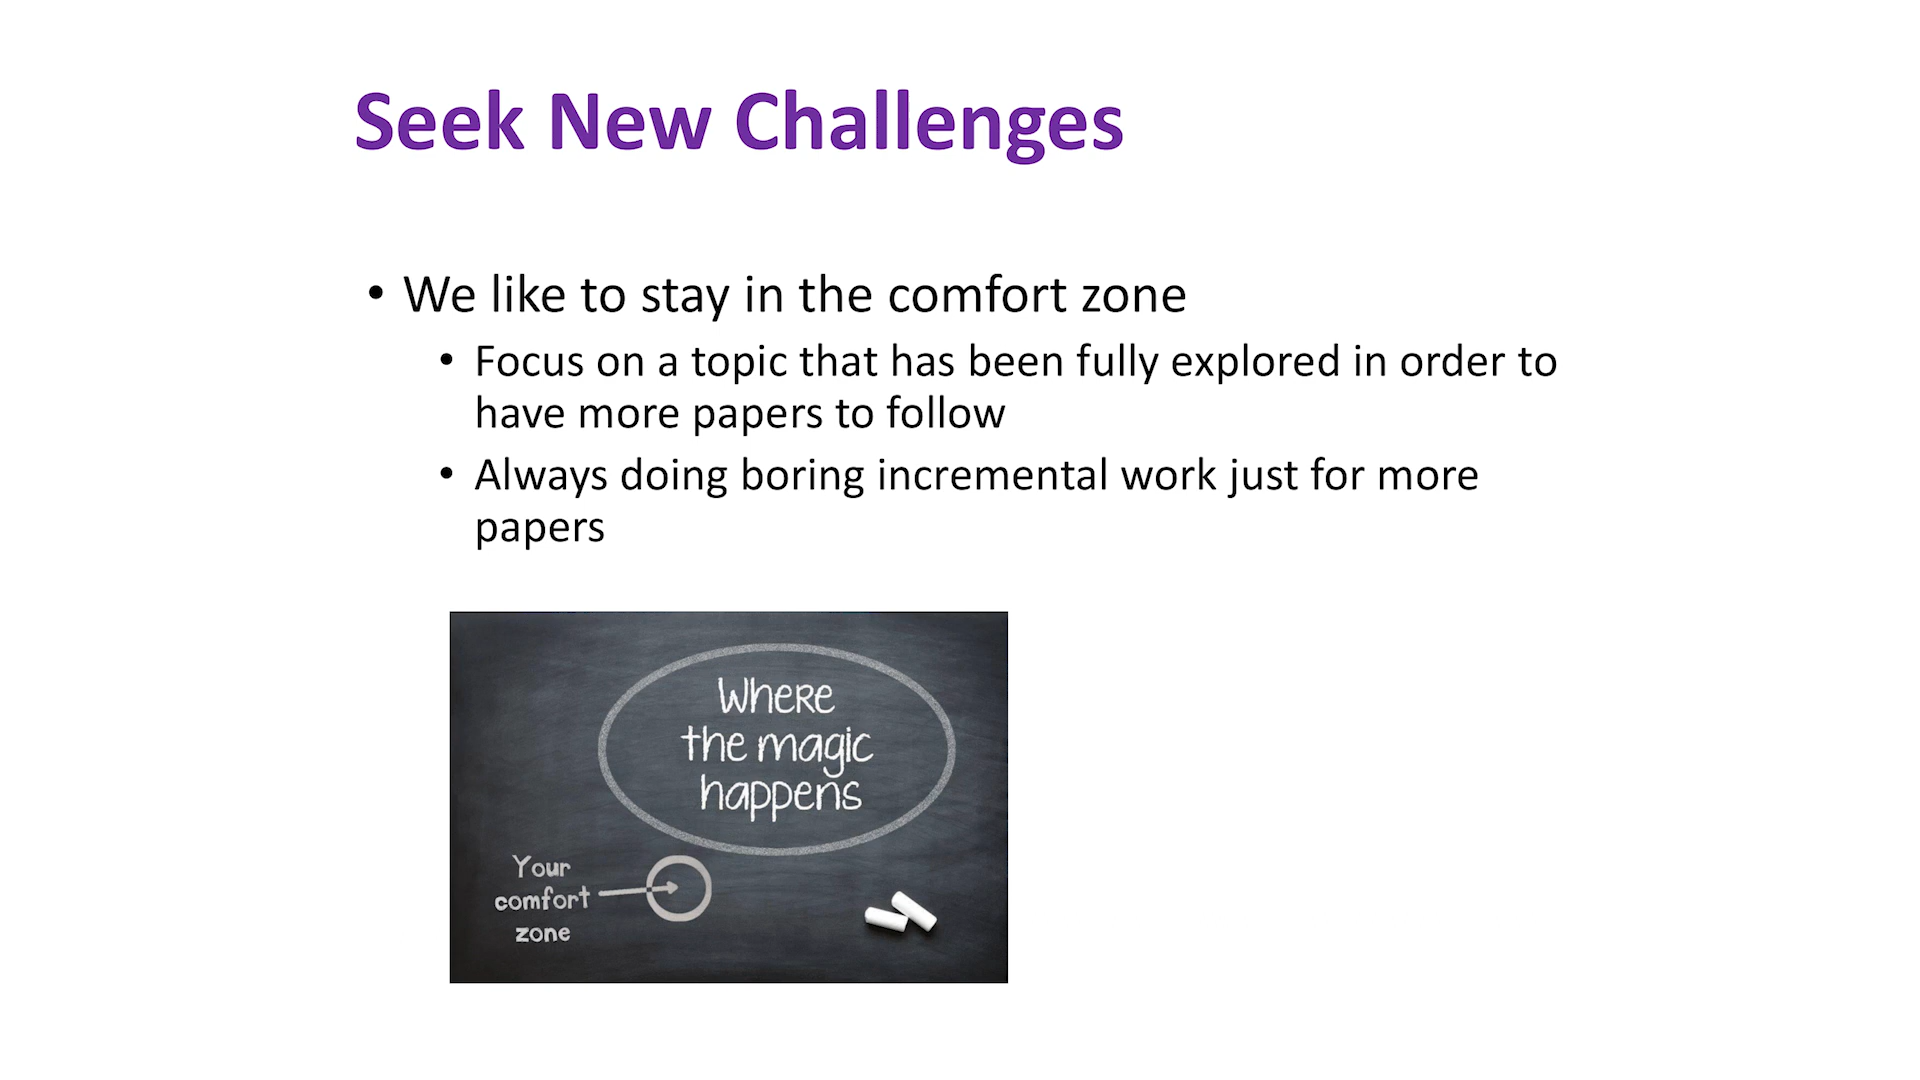 Seek New Challenges
• We like to stay in the comfort zone
• Focus on a topic that has been fully explored in order to
have more papers to follow
• Always doing boring incremental work just for more
papers
Where
the magic
happens
Your
comfort
zone